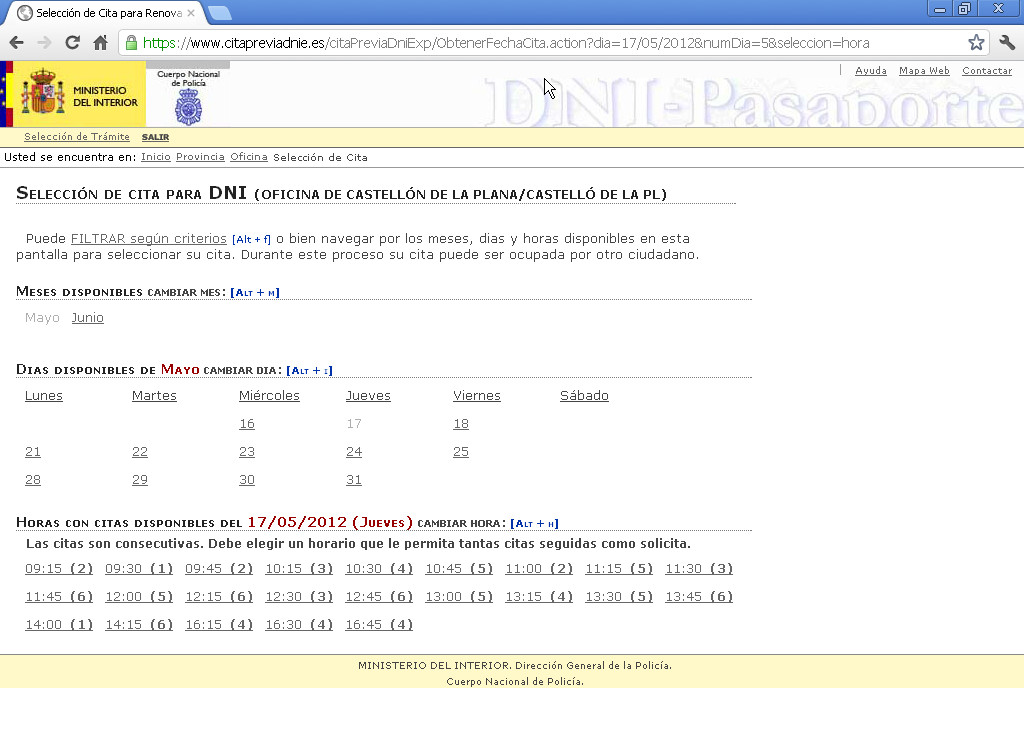 Selección de Cita para Renova
https://www.citapreviadnie.es/citaPreviaDniExp/ObtenerFechaCita.action?dia=17/05/2012&numDia=5&seleccion=hora
MINISTERIO
DEL INTERIOR
Cuerpo Nacional
de Policía
DNI-Pasaporte
Ayuda Mapa Web Contactar
Selección de Trámite SALIR
Usted se encuentra en: Inicio Provincia Oficina Selección de Cita
SELECCIÓN DE CITA PARA DNI (OFICINA DE CASTELLÓN DE LA PLANA/CASTELLÓ DE LA PL)
Puede FILTRAR según criterios [Alt + f] o bien navegar por los meses, dias y horas disponibles en esta
pantalla para seleccionar su cita. Durante este proceso su cita puede ser ocupada por otro ciudadano.
MESES DISPONIBLES CAMBIAR MES: [ALT + M]
Mayo Junio
DIAS DISPONIBLES DE MAYO CAMBIAR DIA: [ALT + I]
Lunes Martes Miércoles Jueves Viernes Sábado
16 17 18
21 22 23 24 25
28 29 30 31
HORAS CON CITAS DISPONIBLES DEL 17/05/2012 (JUEVES) CAMBIAR HORA: [ALT + H]
Las citas son consecutivas. Debe elegir un horario que le permita tantas citas seguidas como solicita.
09:15 (2) 09:30 (1) 09:45 (2) 10:15 (3) 10:30 (4) 10:45 (5) 11:00 (2) 11:15 (5) 11:30 (3)
11:45 (6) 12:00 (5) 12:15 (6) 12:30 (3) 12:45 (6) 13:00 (5) 13:15 (4) 13:30 (5) 13:45 (6)
14:00 (1) 14:15 (6) 16:15 (4) 16:30 (4) 16:45 (4)
MINISTERIO DEL INTERIOR. Dirección General de la Policía.
Cuerpo Nacional de Policía.